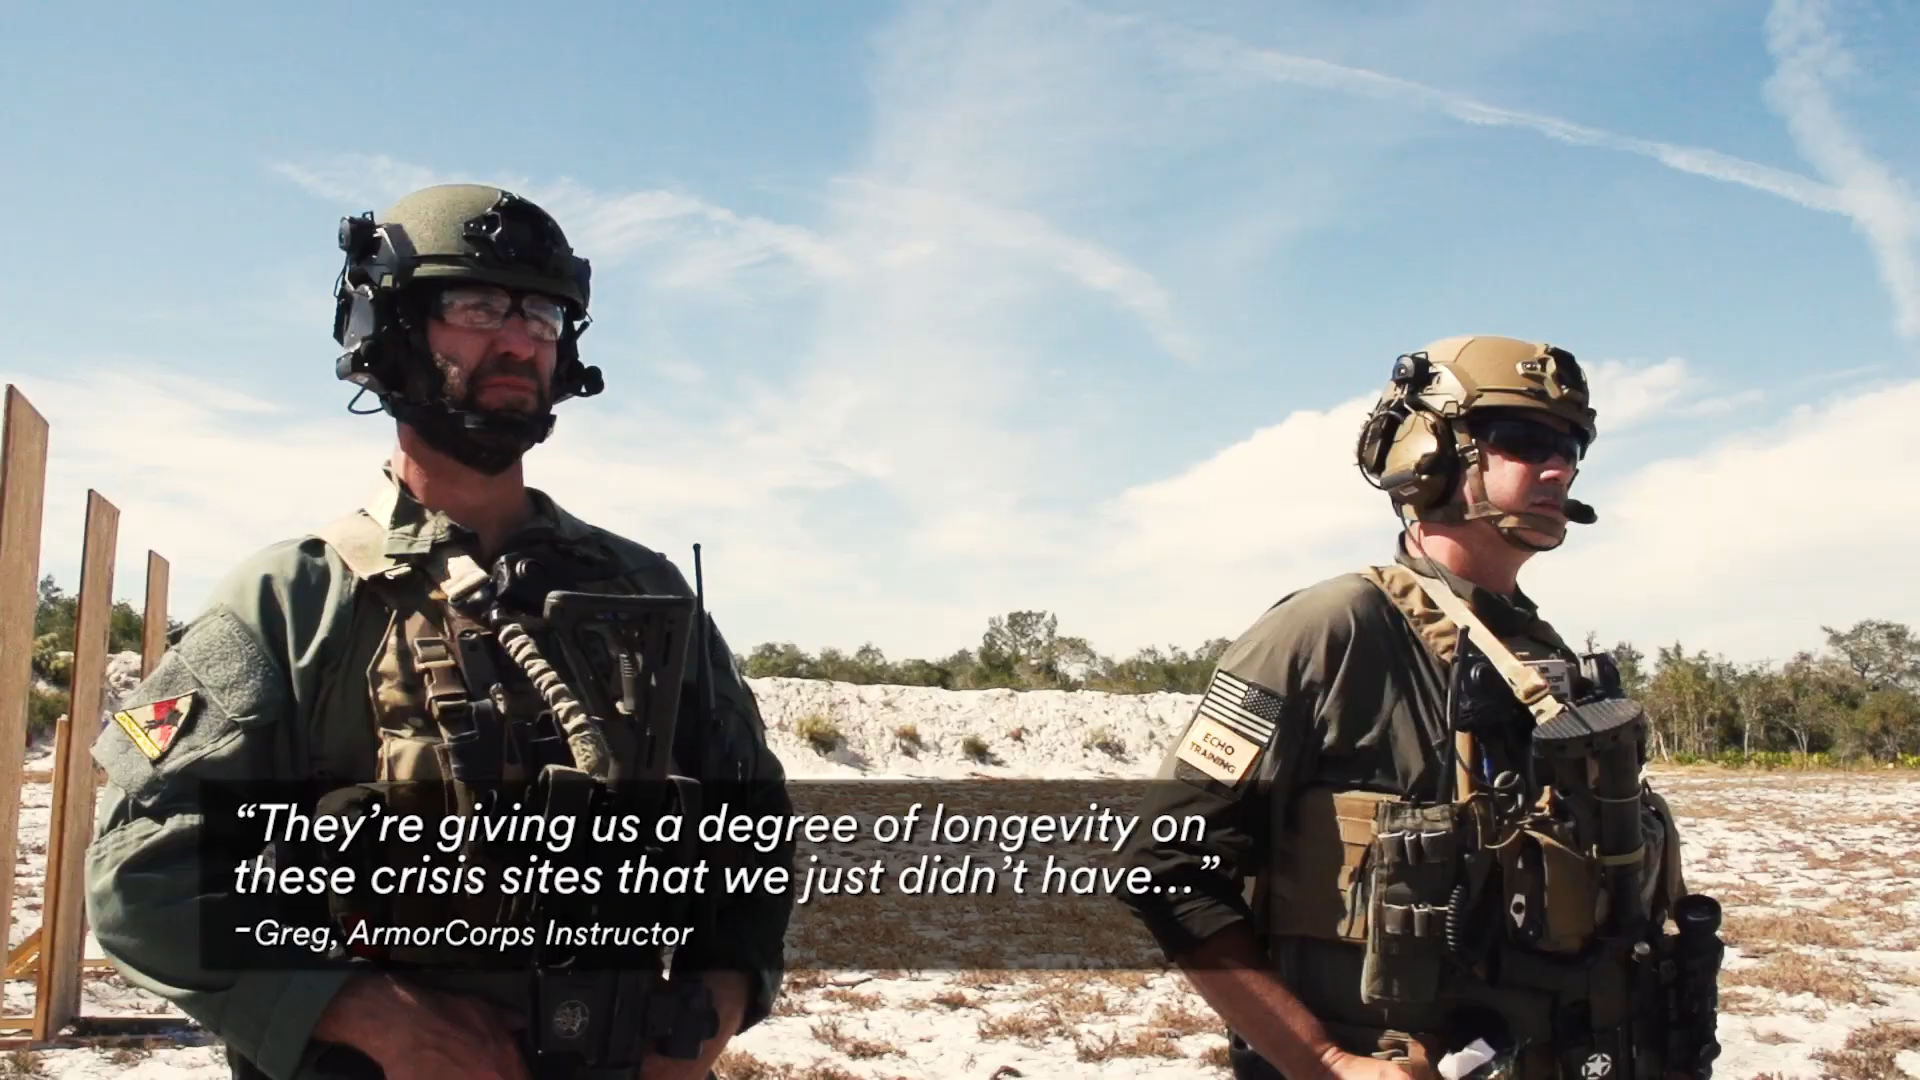 ECHO
TRAINING
“They’re giving us a degree of longevity on
these crisis sites that we just didn’t have...”
-Greg, ArmorCorps Instructor